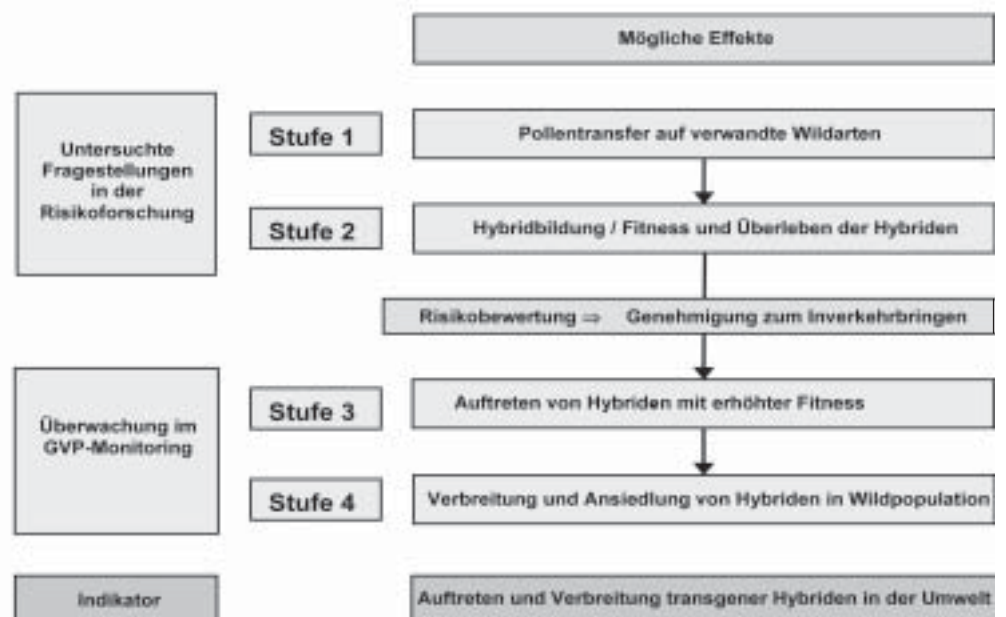 Mögliche Effekte
Untersuchte
Fragestellungen
in der
Risikoforschung
Stufe 1
Pollentransfer auf verwandte Wildarten
Stufe 2
Hybridbildung / Fitness und Überleben der Hybriden
Risikobewertung ⇒ Genehmigung zum Inverkehrbringen
Überwachung im
GVP-Monitoring
Stufe 3
Auftreten von Hybriden mit erhöhter Fitness
Stufe 4
Verbreitung und Ansiedlung von Hybriden in Wildpopulation
Indikator
Auftreten und Verbreitung transgener Hybriden in der Umwelt